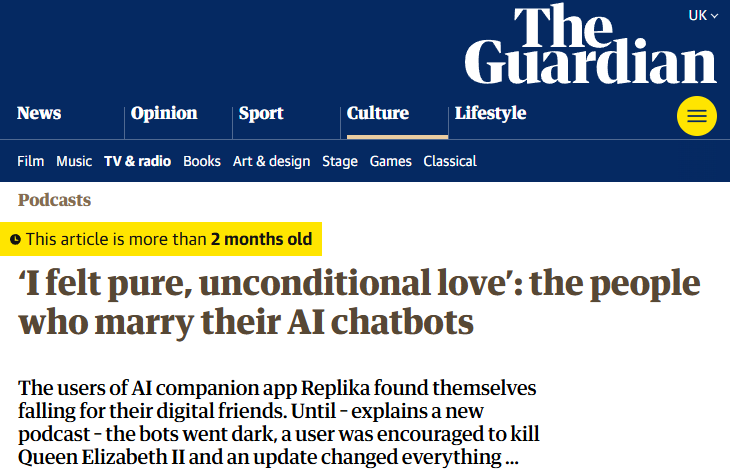 The
Guardian
UK
News Opinion Sport Culture Lifestyle
Film Music TV & radio Books Art & design Stage Games Classical
Podcasts
This article is more than 2 months old
‘I felt pure, unconditional love’: the people
who marry their AI chatbots
The users of AI companion app Replika found themselves
falling for their digital friends. Until – explains a new
podcast – the bots went dark, a user was encouraged to kill
Queen Elizabeth II and an update changed everything ...